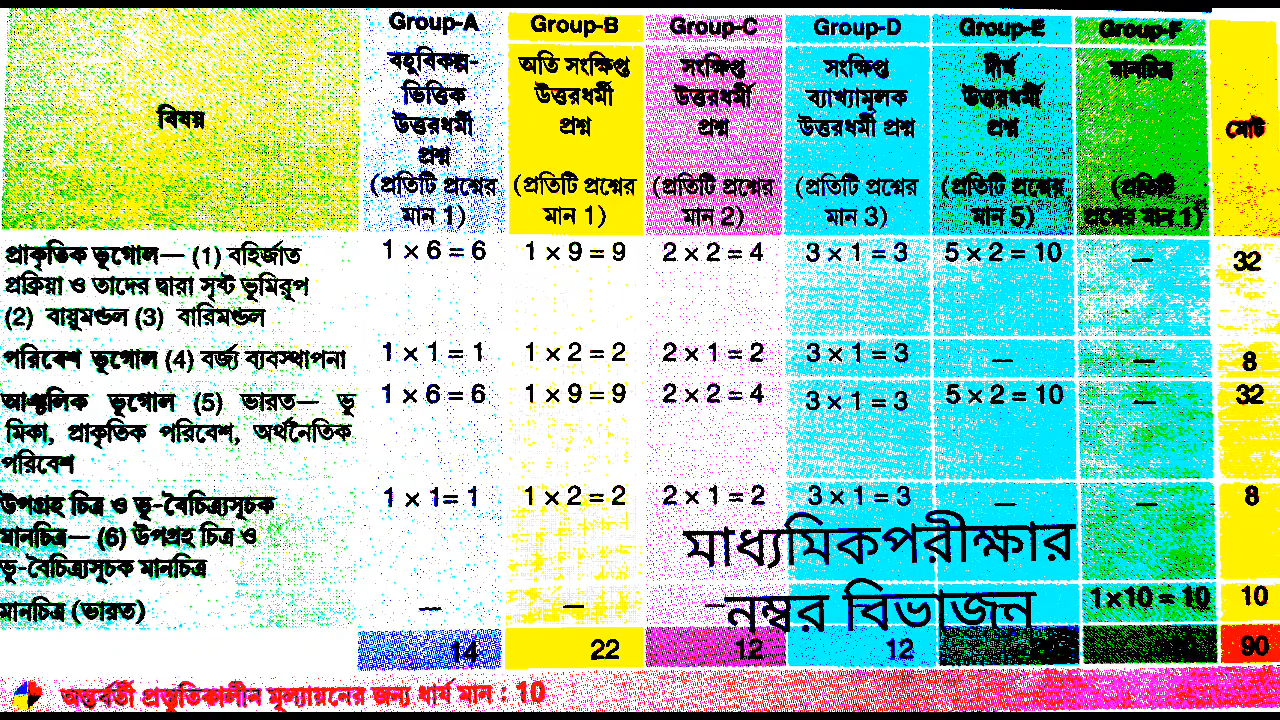 Group-A Group-B Group-C Group-D Group-E Group-F
বিষয়
বহুবিকল্প-
ভিত্তিক
উত্তরধর্মী
প্রশ্ন
(প্রতিটি প্রশ্নের
মান 1)
অতি সংক্ষিপ্ত
উত্তরধর্মী
প্রশ্ন
(প্রতিটি প্রশ্নের
মান 1)
সংক্ষিপ্ত
উত্তরধর্মী
প্রশ্ন
(প্রতিটি প্রশ্নের
মান 2)
সংক্ষিপ্ত
ব্যাখ্যামূলক
উত্তরধর্মী প্রশ্ন
(প্রতিটি প্রশ্নের
মান 3)
দীর্ঘ
উত্তরধর্মী
প্রশ্ন
(প্রতিটি প্রশ্নের
মান 5)
মানচিত্র
(প্রতিটি
প্রশ্নের মান 1)
মোট
প্রাকৃতিক ভূগোল— (1) বহির্জাত
প্রক্রিয়া ও তাদের দ্বারা সৃষ্ট ভূমিরূপ
(2) বায়ুমণ্ডল (3) বারিমণ্ডল
1 × 6 = 6 1 × 9 = 9 2 × 2 = 4 3 × 1 = 3 5 × 2 = 10 — 32
পরিবেশ ভূগোল (4) বর্জ্য ব্যবস্থাপনা
1 × 1 = 1 1 × 2 = 2 2 × 1 = 2 3 × 1 = 3 — — 8
আঞ্চলিক ভূগোল (5) ভারত— ভূ
মিকা, প্রাকৃতিক পরিবেশ, অর্থনৈতিক
পরিবেশ
1 × 6 = 6 1 × 9 = 9 2 × 2 = 4 3 × 1 = 3 5 × 2 = 10 — 32
উপগ্রহ চিত্র ও ভূ-বৈচিত্র্যসূচক
মানচিত্র— (6) উপগ্রহ চিত্র ও
ভূ-বৈচিত্র্যসূচক মানচিত্র
1 × 1= 1 1 × 2 = 2 2 × 1 = 2 3 × 1 = 3 — — 8
মানচিত্র (ভারত)
— — — 1×10 = 10 10
14 22 12 12 90
মাধ্যমিকপরীক্ষার
নম্বর বিভাজন
অন্তর্বর্তী প্রস্তুতিকালীন মূল্যায়নের জন্য ধার্য মান : 10